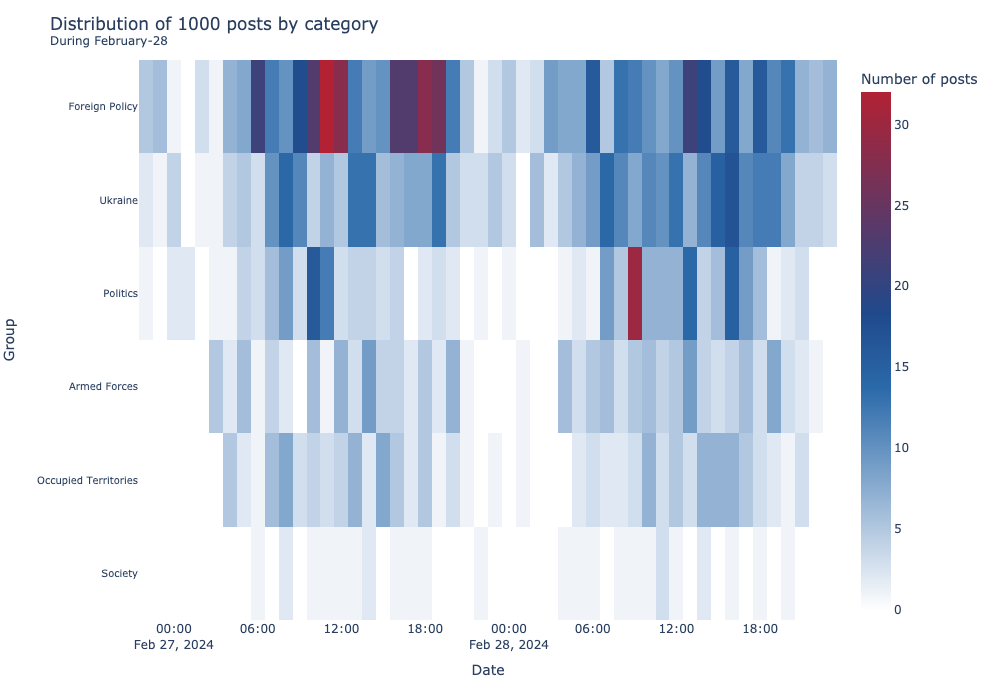 Distribution of 1000 posts by category
During February-28
Number of posts
Foreign Policy
Ukraine
Politics
Armed Forces
Occupied Territories
Society
Group
30
25
20
15
10
5
0
00:00 06:00 12:00 18:00 00:00 06:00 12:00 18:00
Feb 27, 2024 Feb 28, 2024
Date